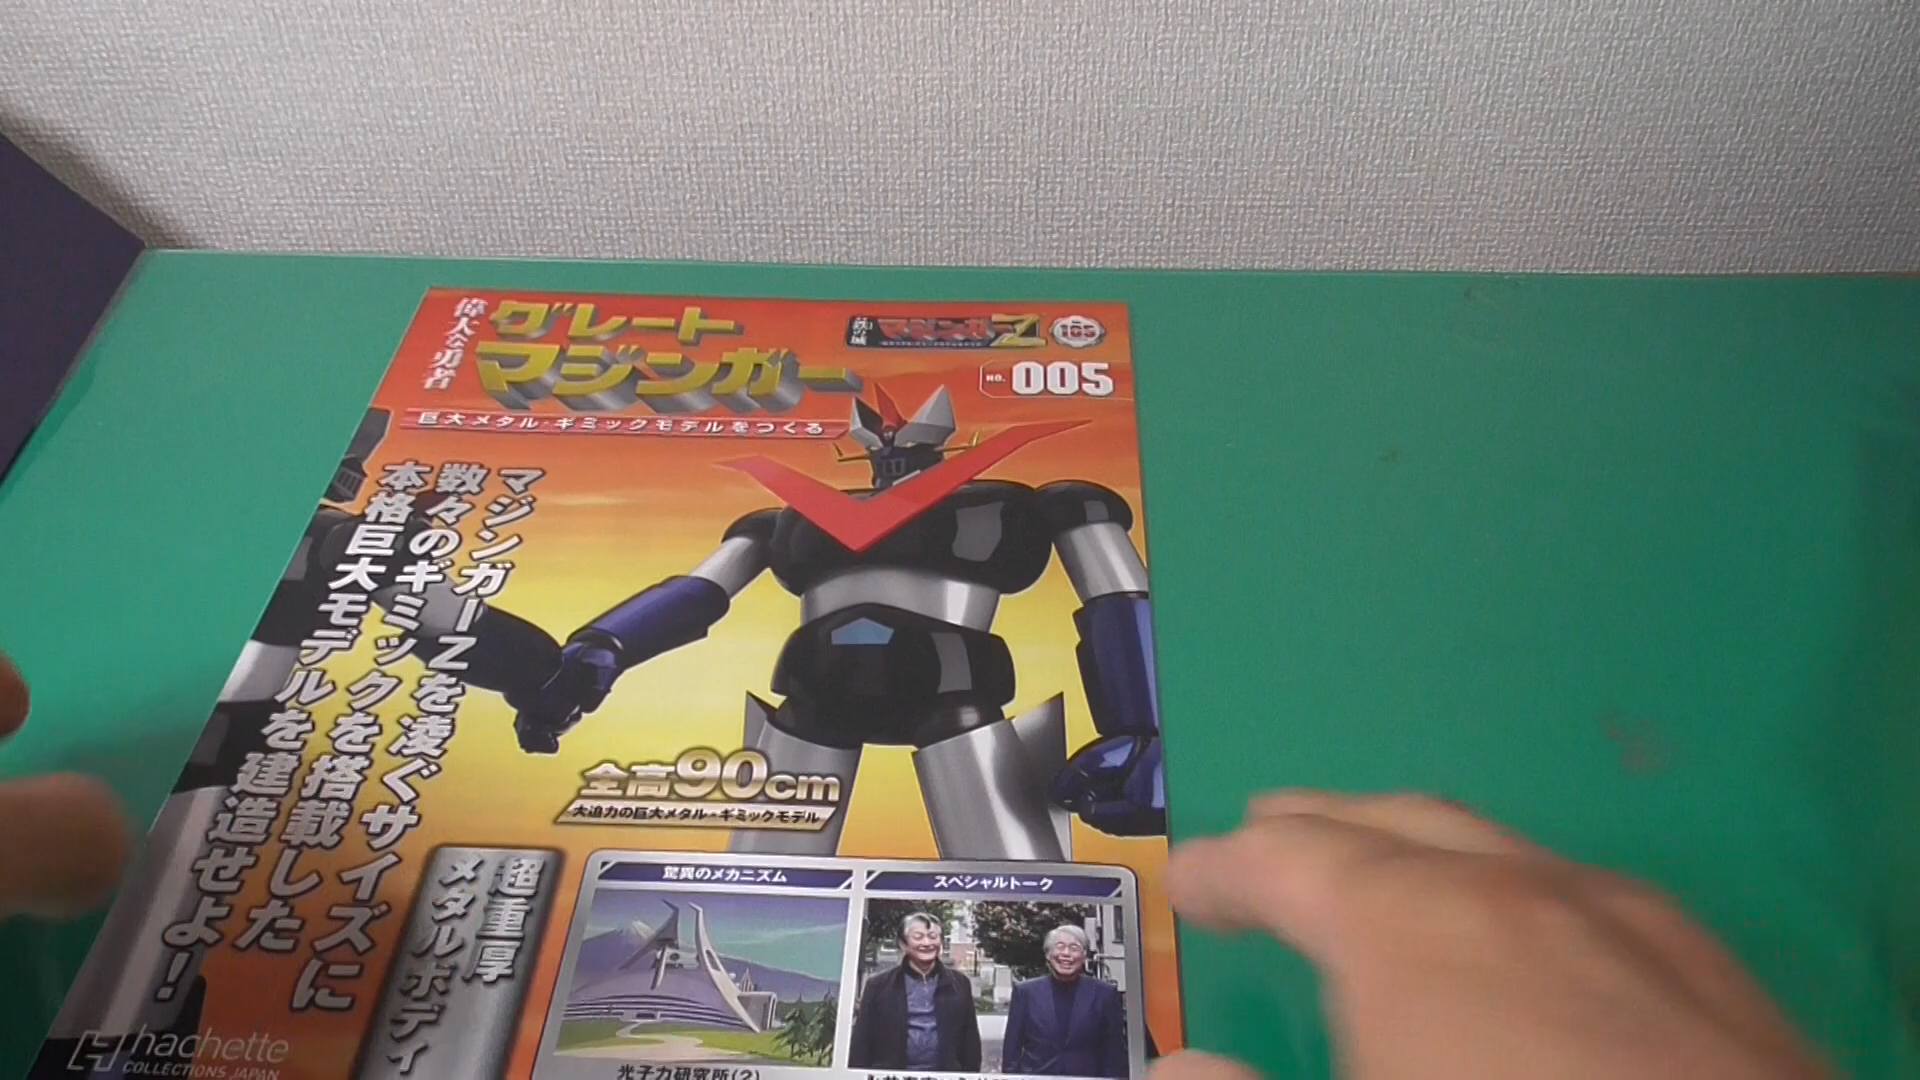 偉大な勇者
グレート
マジンガー
巨大メタル・ギミックモデルをつくる
鉄の城
マジンガーZ
105
NO. 005
マジンガーZを凌ぐサイズに
数々のギミックを搭載した
本格巨大モデルを建造せよ！
全高90cm
大迫力の巨大メタル・ギミックモデル
超重厚
メタルボディ
驚異のメカニズム
光子力研究所(2)
スペシャルトーク
hachette
COLLECTIONS JAPAN